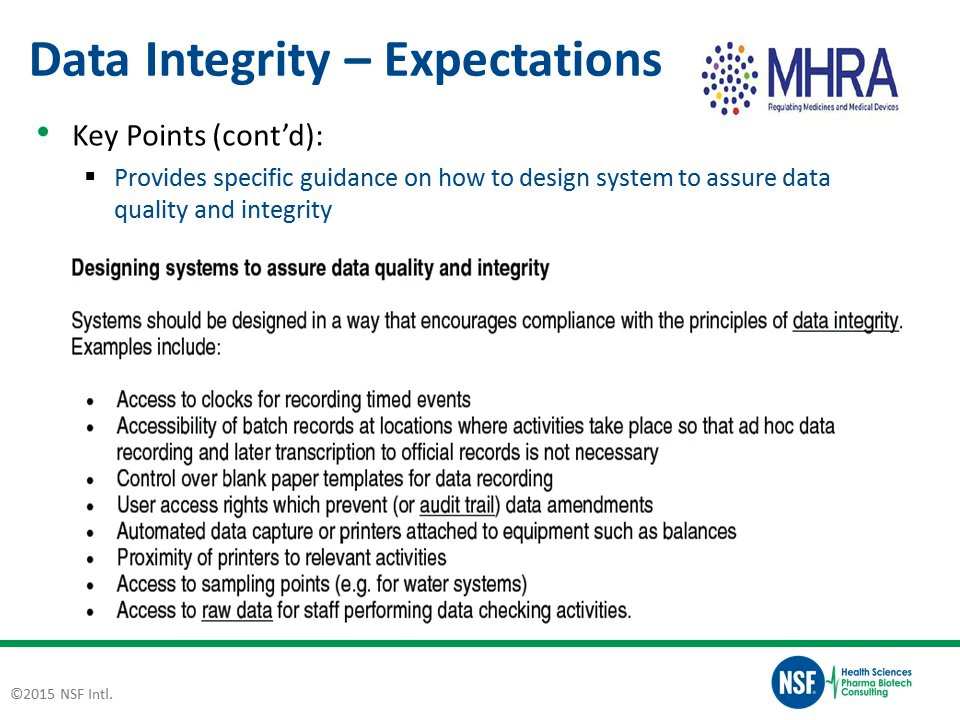 Data Integrity – Expectations
MHRA
Regulating Medicines and Medical Devices
• Key Points (cont’d):
▪ Provides specific guidance on how to design system to assure data
quality and integrity
Designing systems to assure data quality and integrity
Systems should be designed in a way that encourages compliance with the principles of data integrity.
Examples include:
• Access to clocks for recording timed events
• Accessibility of batch records at locations where activities take place so that ad hoc data
recording and later transcription to official records is not necessary
• Control over blank paper templates for data recording
• User access rights which prevent (or audit trail) data amendments
• Automated data capture or printers attached to equipment such as balances
• Proximity of printers to relevant activities
• Access to sampling points (e.g. for water systems)
• Access to raw data for staff performing data checking activities.
©2015 NSF Intl.
NSF
Health Sciences
Pharma Biotech
Consulting